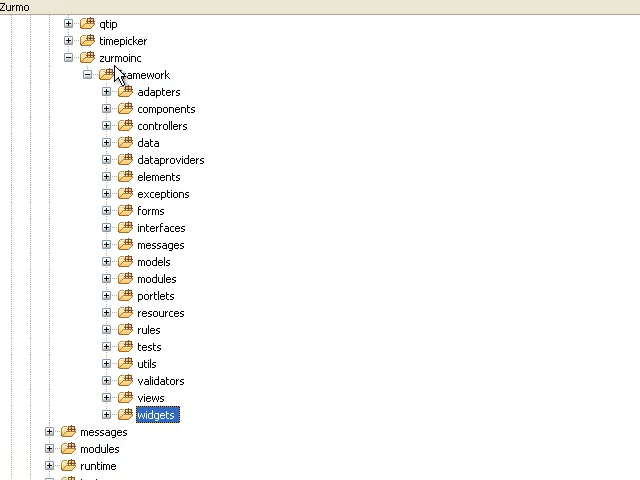 Zurmo
qtip
timepicker
zurmoinc
framework
adapters
components
controllers
data
dataproviders
elements
exceptions
forms
interfaces
messages
models
modules
portlets
resources
rules
tests
utils
validators
views
widgets
messages
modules
runtime